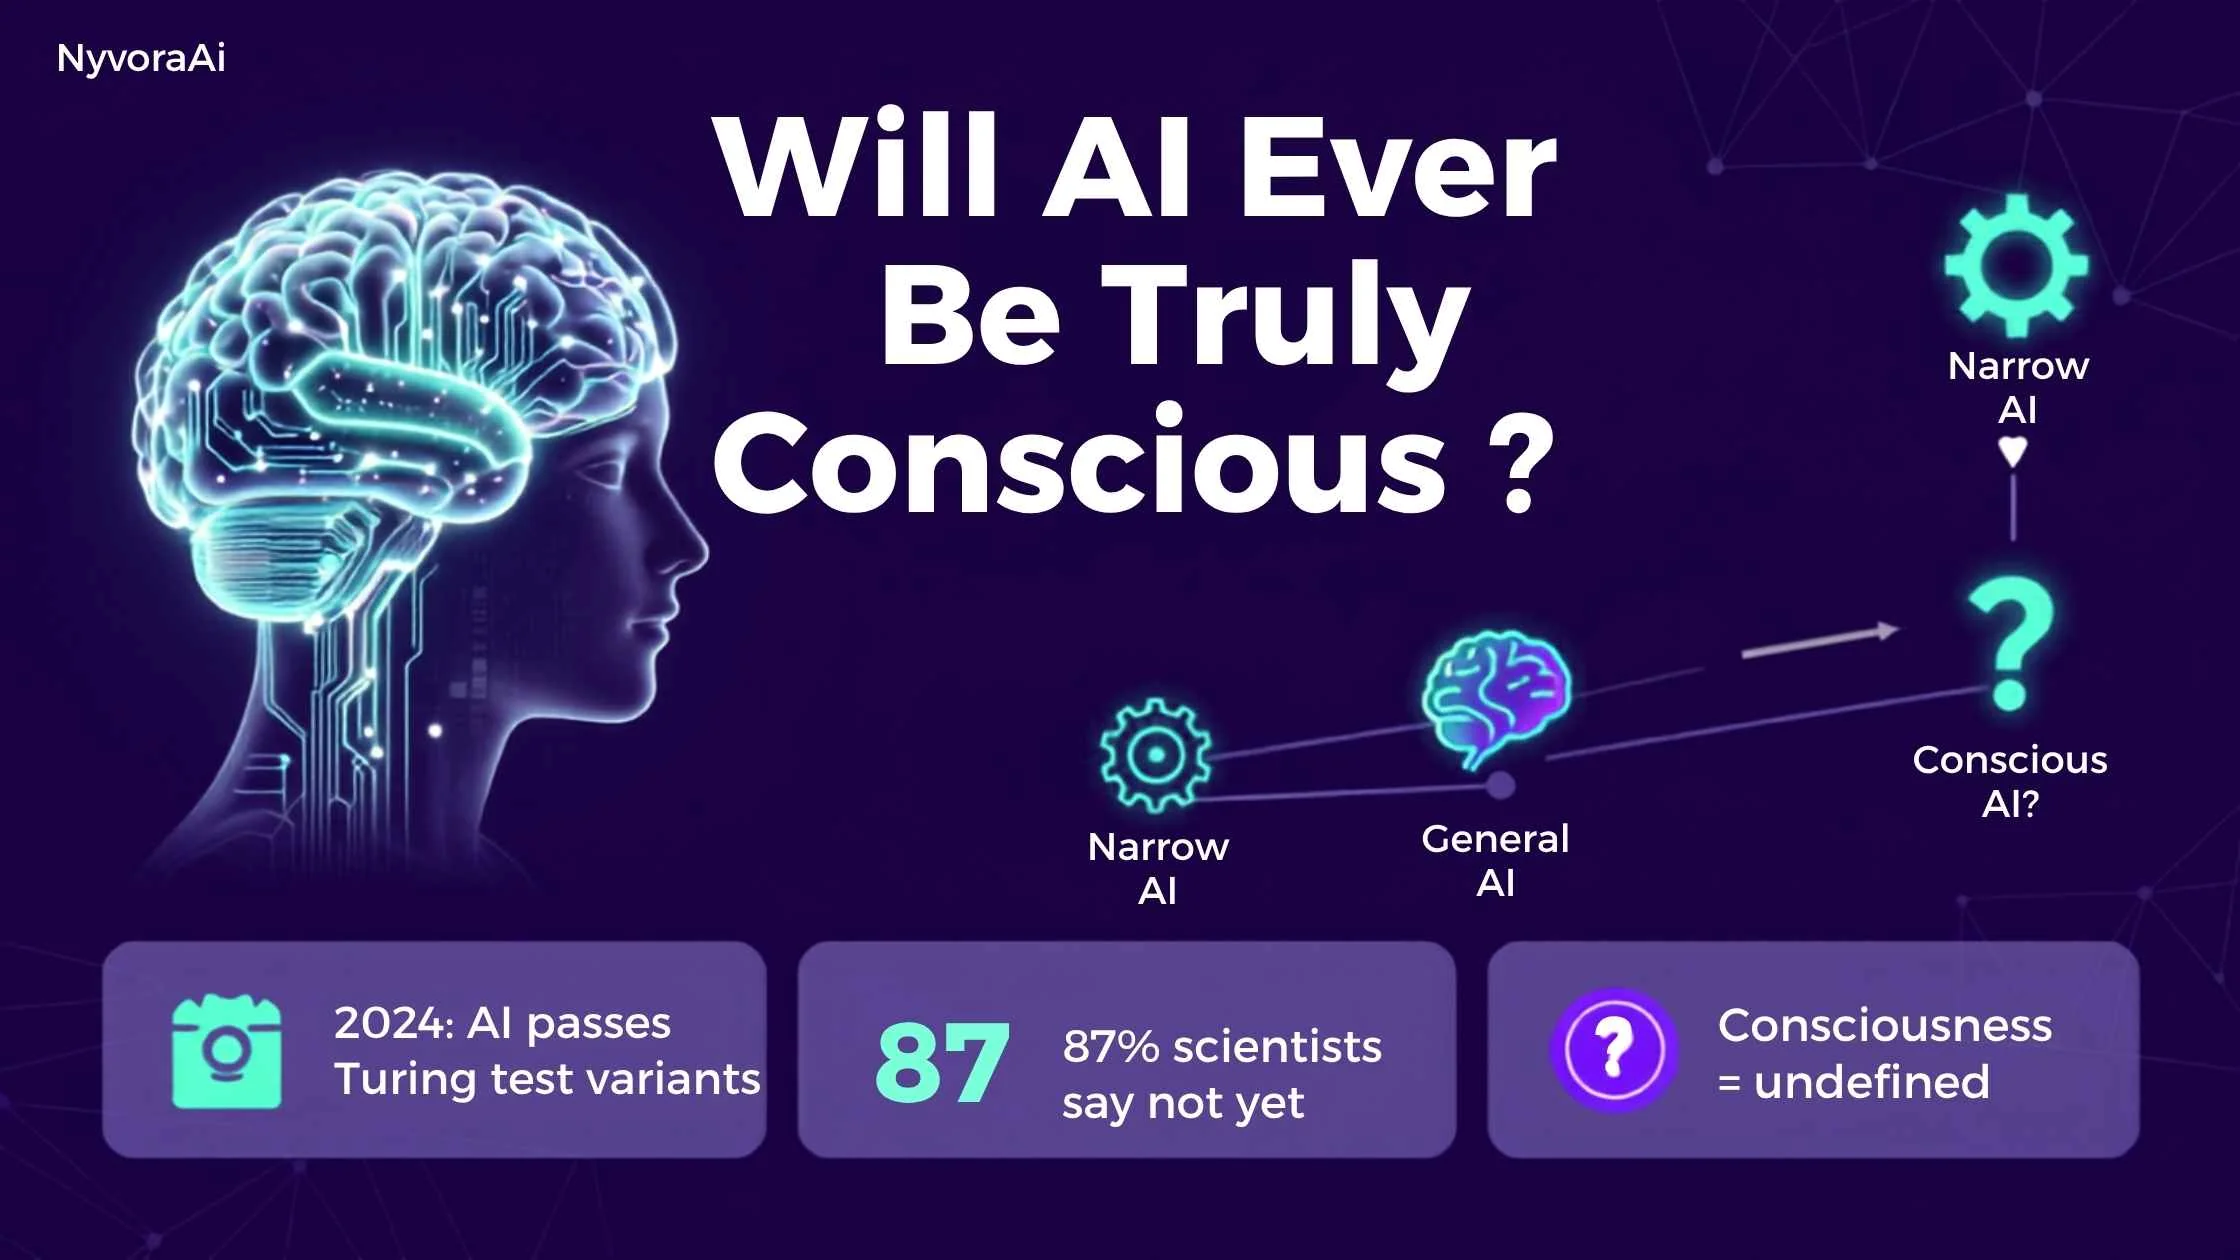 NyvoraAi
Will AI Ever
Be Truly
Conscious ?
Narrow
AI
Conscious
AI?
Narrow
AI
General
AI
2024: AI passes
Turing test variants
87
87% scientists
say not yet
?
Consciousness
= undefined